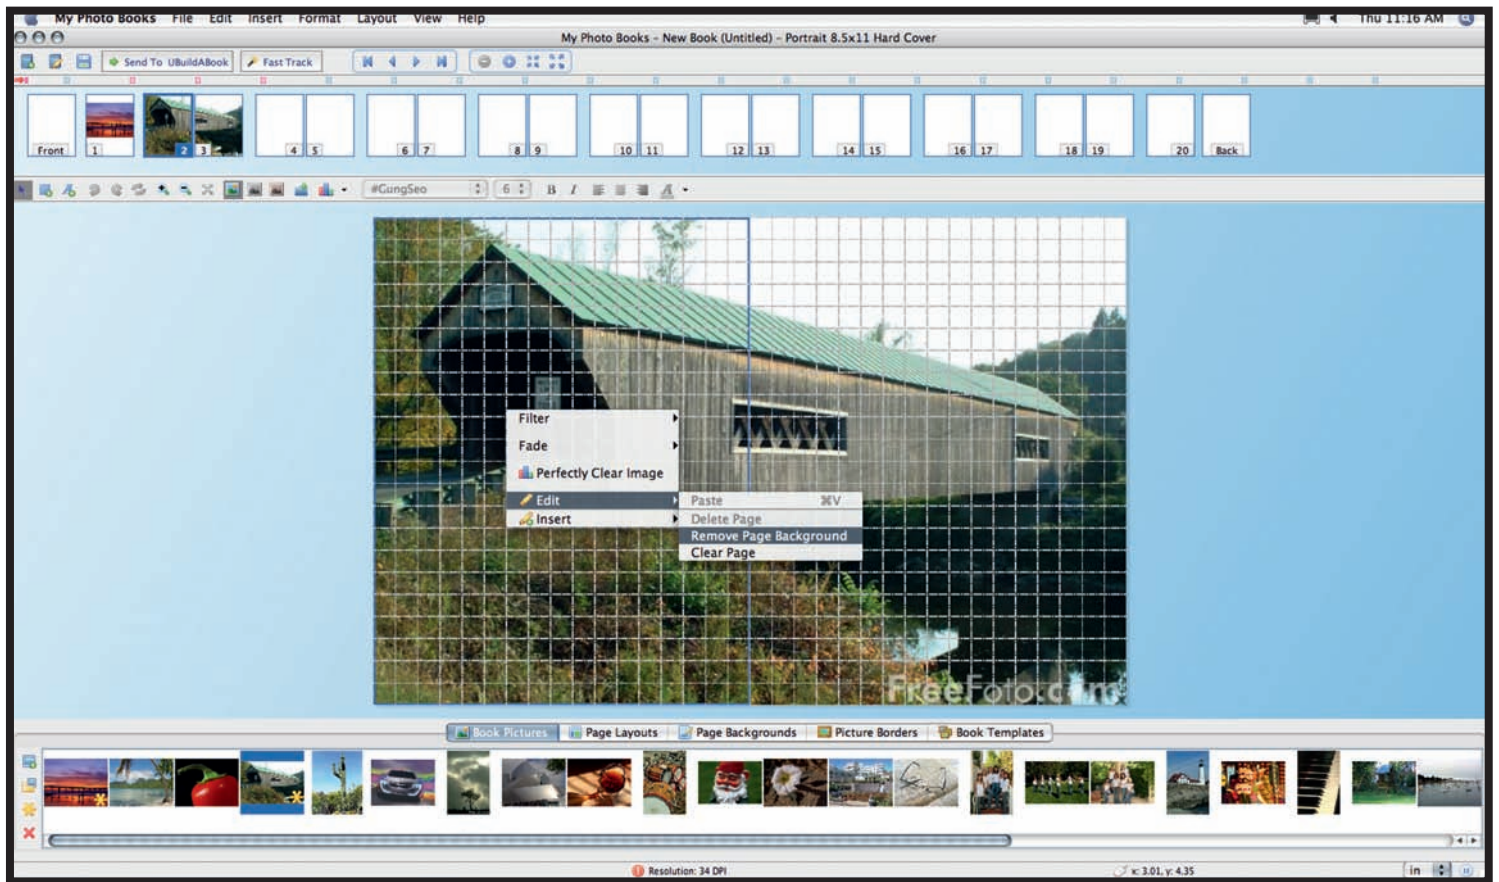 My Photo Books File Edit Insert Format Layout View Help Thu 11:16 AM
My Photo Books - New Book (Untitled) - Portrait 8.5x11 Hard Cover
Send To UBuildABook Fast Track
Front 1 2 3 4 5 6 7 8 9 10 11 12 13 14 15 16 17 18 19 20 Back
#GungSeo 6 B I A
Filter
Fade
Perfectly Clear Image
Edit
Insert
Paste ⌘V
Delete Page
Remove Page Background
Clear Page
FreeFoto.com
Book Pictures Page Layouts Page Backgrounds Picture Borders Book Templates
Resolution: 34 DPI x: 3.01, y: 4.35 in